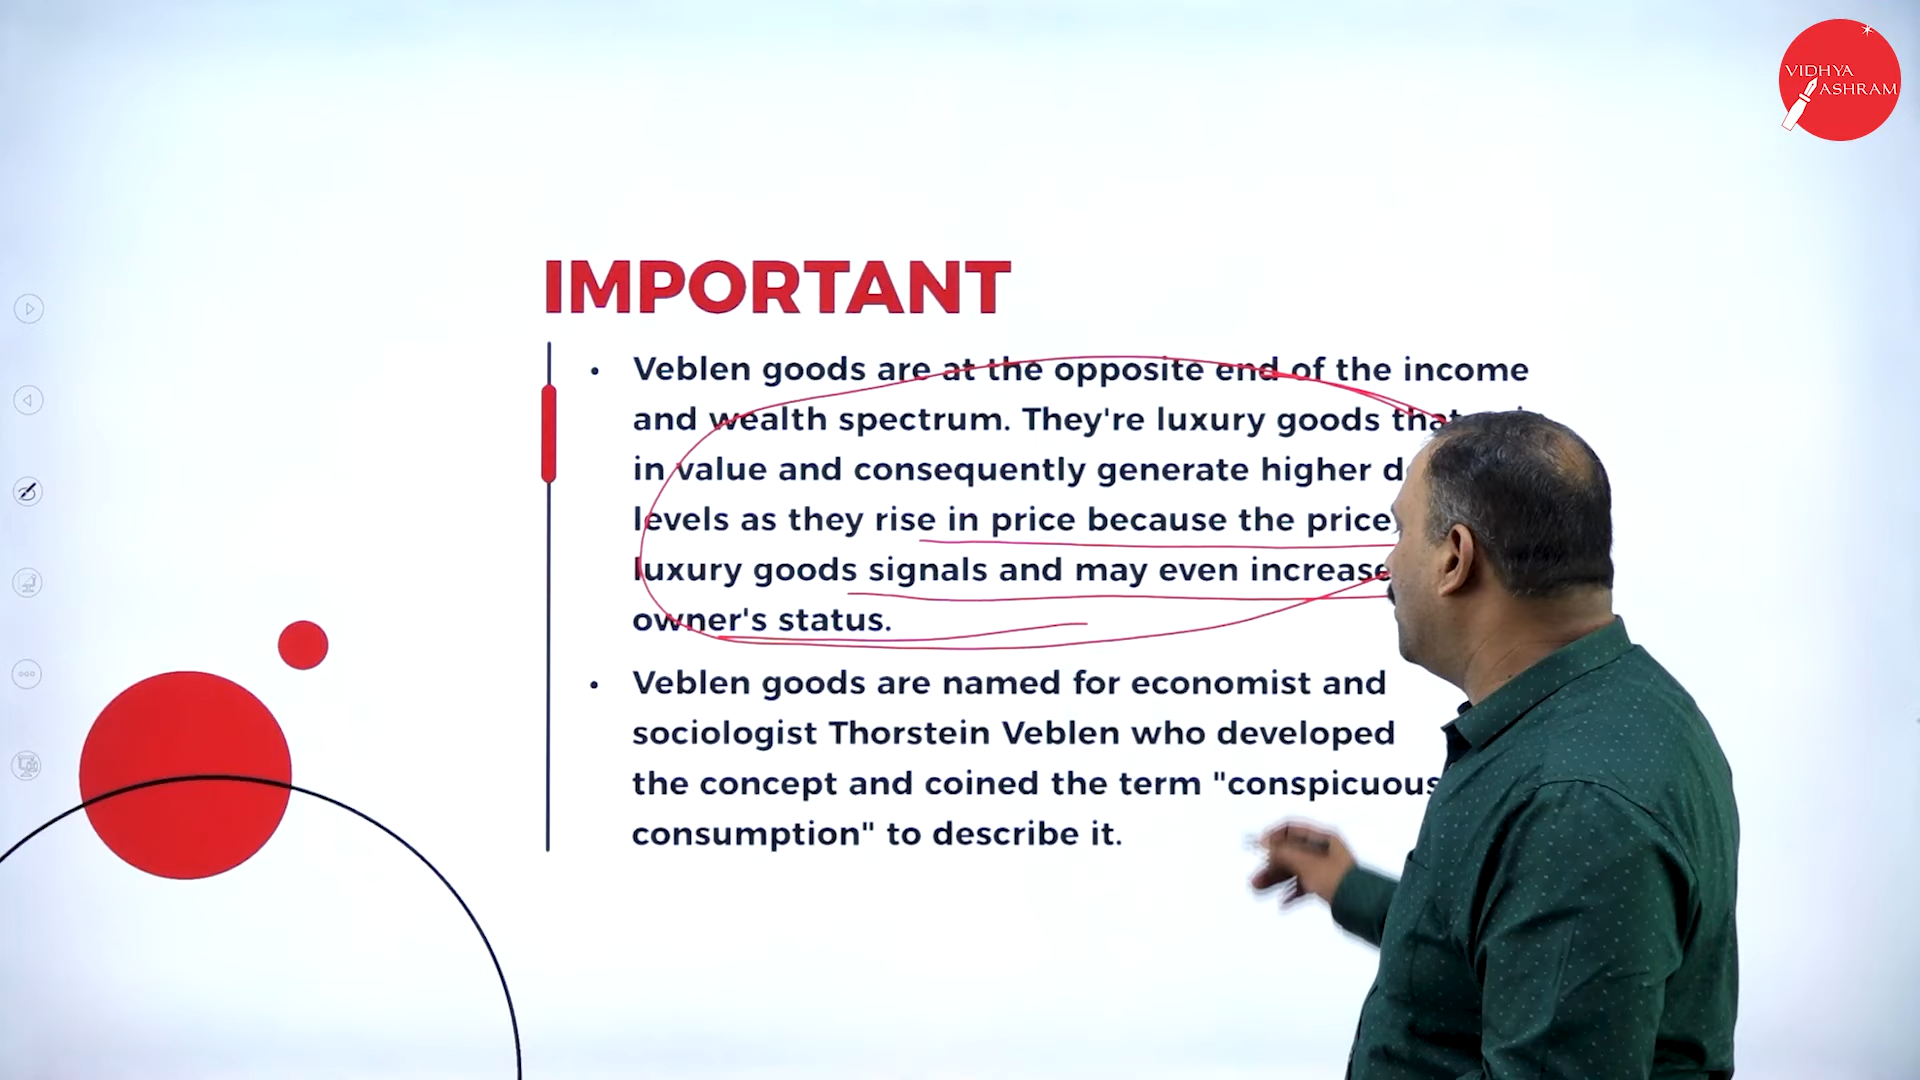 VIDHYA
ASHRAM
IMPORTANT
• Veblen goods are at the opposite end of the income
and wealth spectrum. They're luxury goods that
in value and consequently generate higher
levels as they rise in price because the price
luxury goods signals and may even increase
owner's status.
• Veblen goods are named for economist and
sociologist Thorstein Veblen who developed
the concept and coined the term "conspicuous
consumption" to describe it.